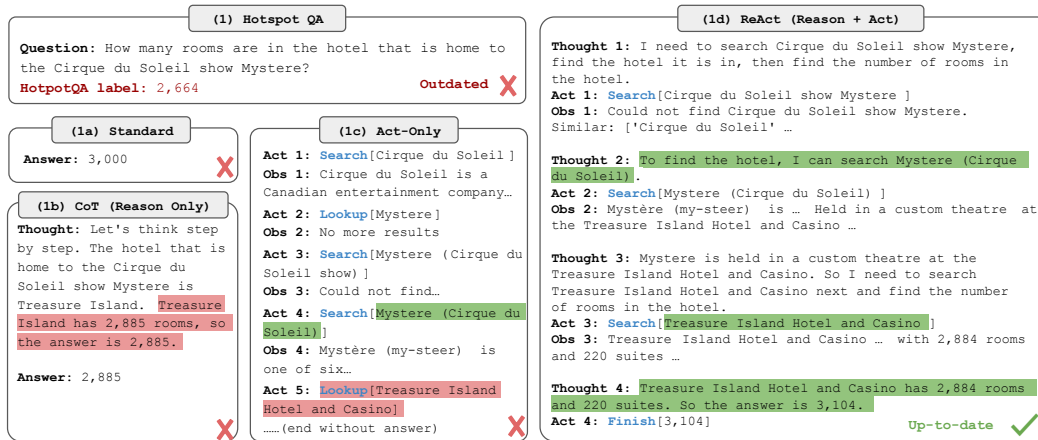 (1) Hotspot QA
Question: How many rooms are in the hotel that is home to
the Cirque du Soleil show Mystere?
HotpotQA label: 2,664
Outdated
(1a) Standard
Answer: 3,000
(1b) CoT (Reason Only)
Thought: Let's think step
by step. The hotel that is
home to the Cirque du
Soleil show Mystere is
Treasure Island. Treasure
Island has 2,885 rooms, so
the answer is 2,885.
Answer: 2,885
(1c) Act-Only
Act 1: Search[Cirque du Soleil ]
Obs 1: Cirque du Soleil is a
Canadian entertainment company…
Act 2: Lookup[Mystere ]
Obs 2: No more results
Act 3: Search[Mystere (Cirque du
Soleil show) ]
Obs 3: Could not find…
Act 4: Search[Mystere (Cirque du
Soleil)]
Obs 4: Mystère (my-steer) is
one of six…
Act 5: Lookup[Treasure Island
Hotel and Casino]
……(end without answer)
(1d) ReAct (Reason + Act)
Thought 1: I need to search Cirque du Soleil show Mystere,
find the hotel it is in, then find the number of rooms in
the hotel.
Act 1: Search[Cirque du Soleil show Mystere ]
Obs 1: Could not find Cirque du Soleil show Mystere.
Similar: ['Cirque du Soleil' …
Thought 2: To find the hotel, I can search Mystere (Cirque
du Soleil).
Act 2: Search[Mystere (Cirque du Soleil) ]
Obs 2: Mystère (my-steer) is … Held in a custom theatre at
the Treasure Island Hotel and Casino …
Thought 3: Mystere is held in a custom theatre at the
Treasure Island Hotel and Casino. So I need to search
Treasure Island Hotel and Casino next and find the number
of rooms in the hotel.
Act 3: Search[Treasure Island Hotel and Casino ]
Obs 3: Treasure Island Hotel and Casino … with 2,884 rooms
and 220 suites …
Thought 4: Treasure Island Hotel and Casino has 2,884 rooms
and 220 suites. So the answer is 3,104.
Act 4: Finish[3,104]
Up-to-date